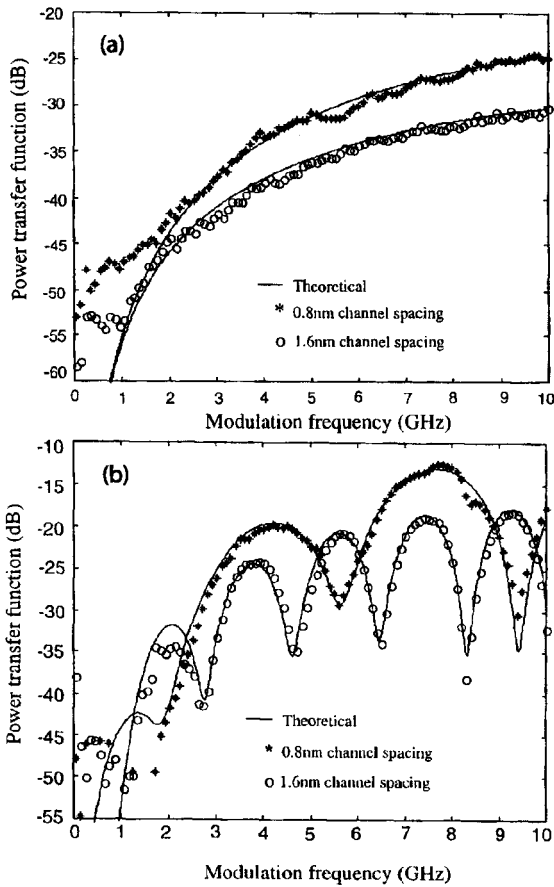 (a)
Power transfer function (dB)
-20
-25
-30
-35
-40
-45
-50
-55
-60
Theoretical
0.8nm channel spacing
1.6nm channel spacing
0 1 2 3 4 5 6 7 8 9 10
Modulation frequency (GHz)
(b)
Power transfer function (dB)
-10
-15
-20
-25
-30
-35
-40
-45
-50
-55
Theoretical
0.8nm channel spacing
1.6nm channel spacing
0 1 2 3 4 5 6 7 8 9 10
Modulation frequency (GHz)